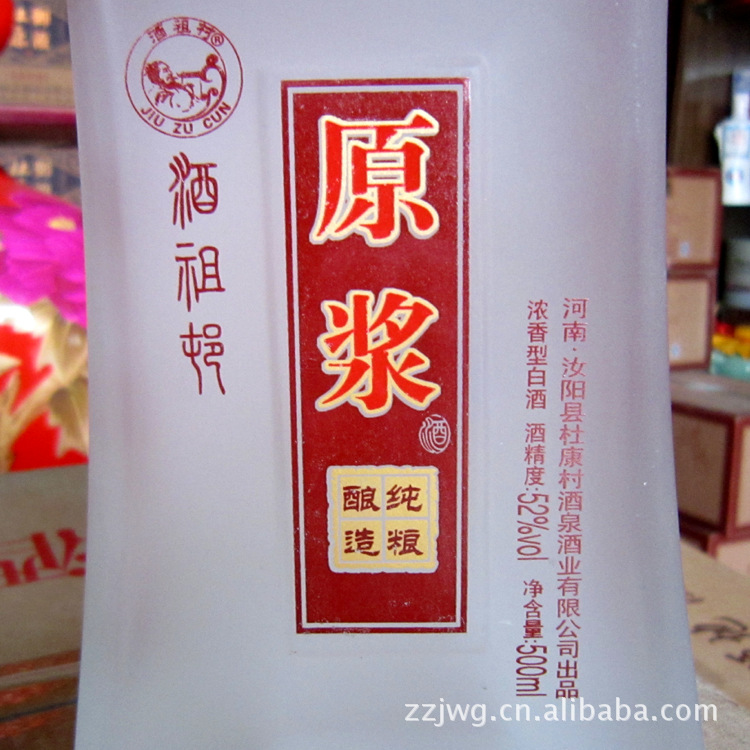 酒祖村®
JIU ZU CUN
酒祖邨
原浆
酒
纯粮
酿造
河南·汝阳县杜康村酒泉酒业有限公司出品
浓香型白酒 酒精度:52%vol 净含量:500ml
zzjwg.cn.alibaba.com